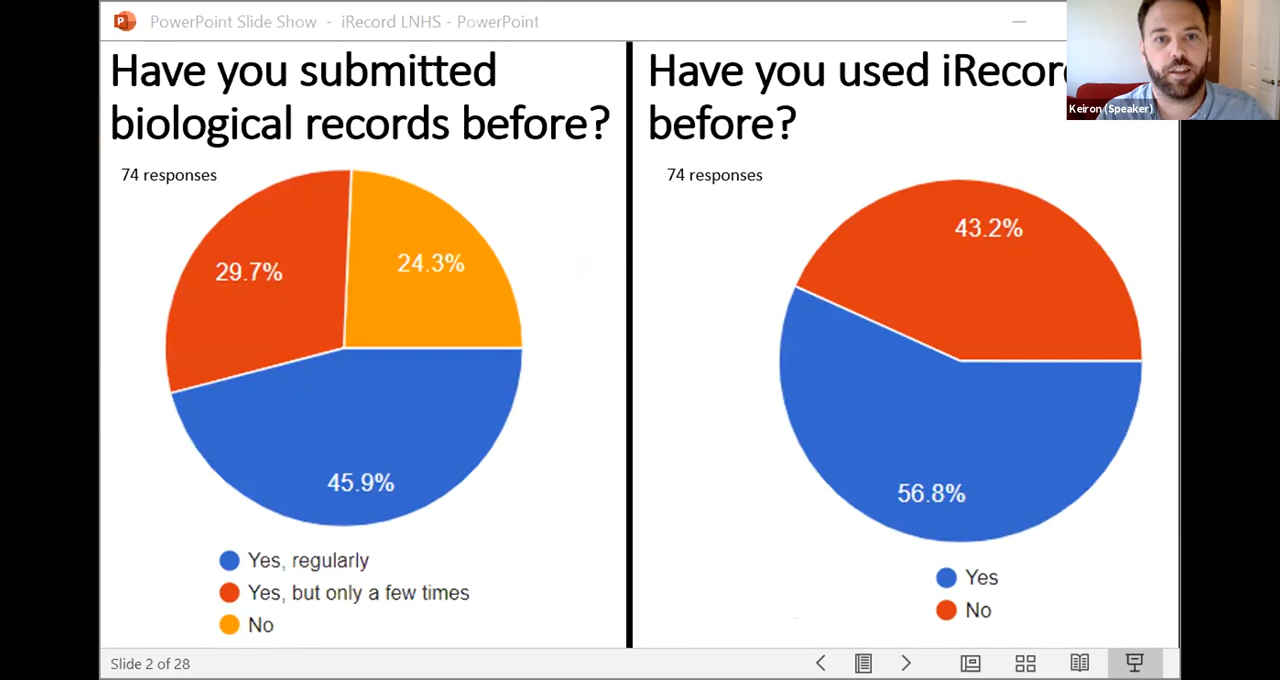 P
PowerPoint Slide Show - iRecord LNHS - PowerPoint
Keiron (Speaker)
Have you submitted
biological records before?
74 responses
29.7%
24.3%
45.9%
Yes, regularly
Yes, but only a few times
No
Have you used
before?
74 responses
43.2%
56.8%
Yes
No
Slide 2 of 28